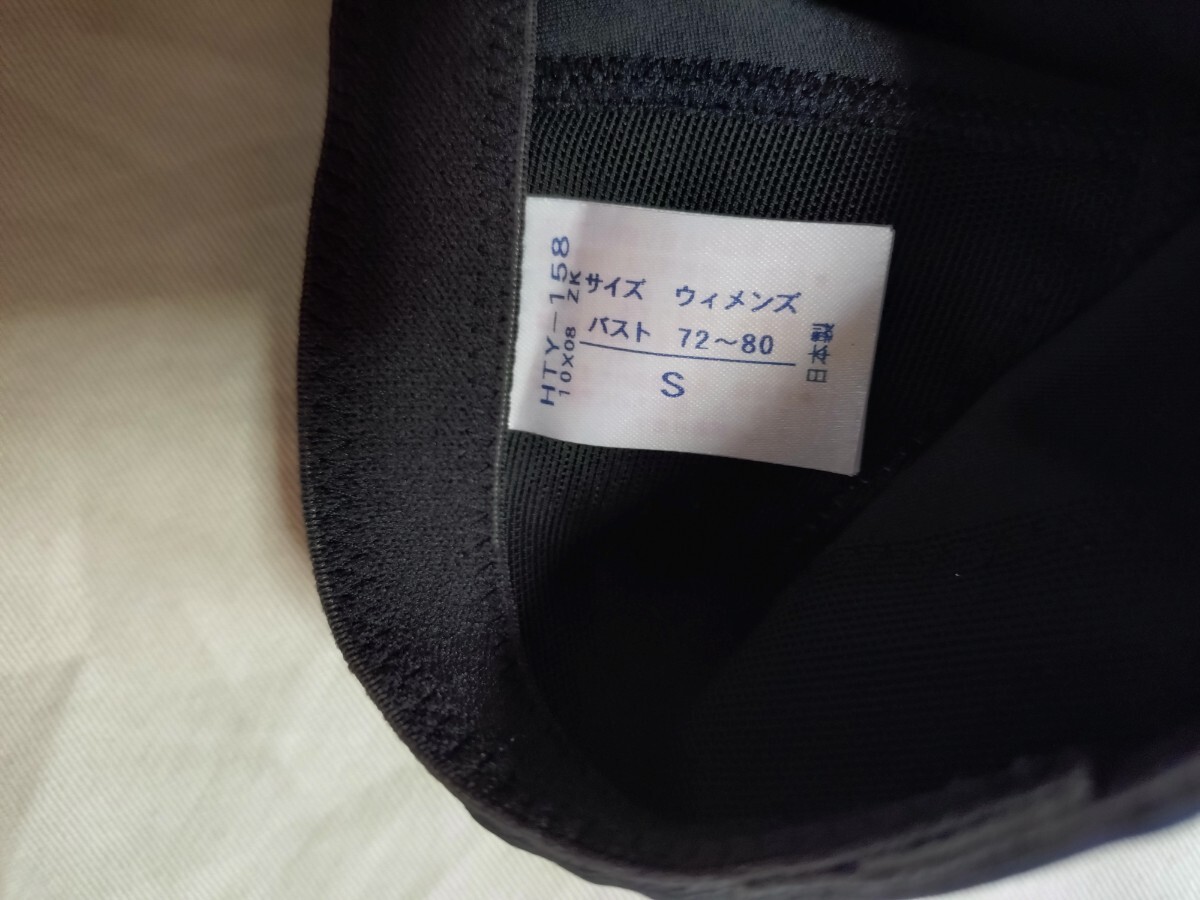 HTY-158
10X08 ZK
サイズ ウィメンズ
バスト 72〜80
S
日本製